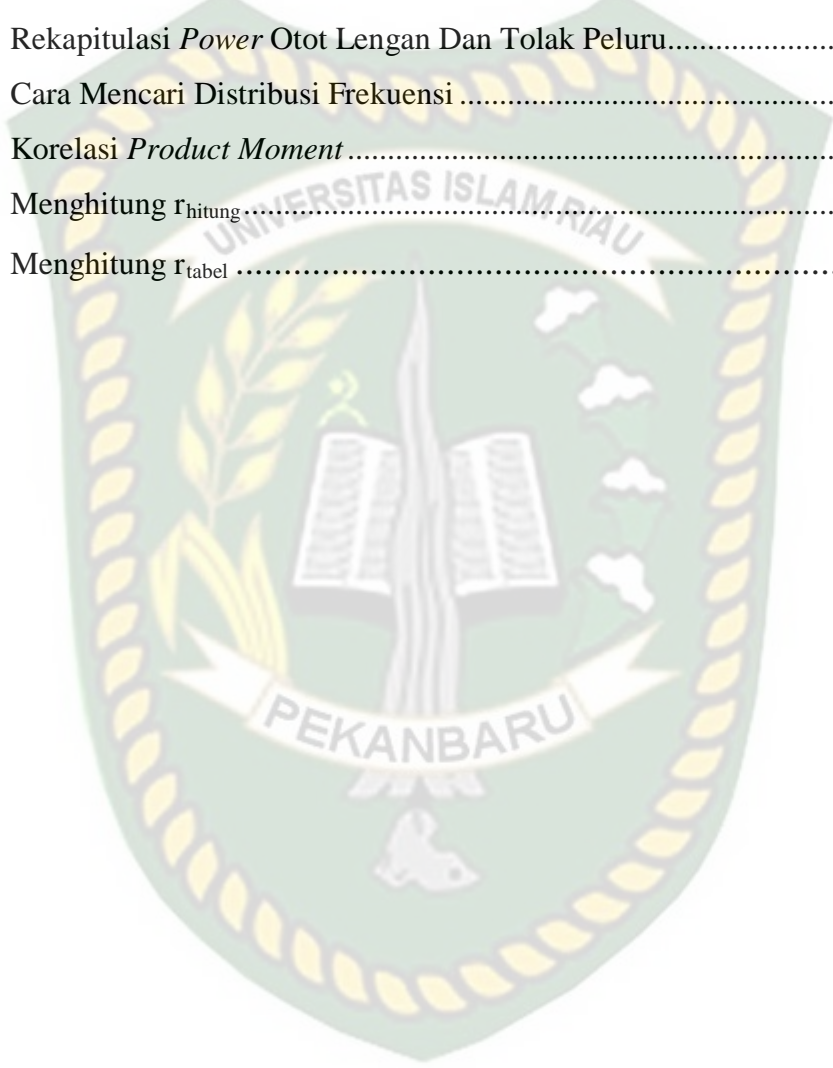 Rekapitulasi Power Otot Lengan Dan Tolak Peluru......................
Cara Mencari Distribusi Frekuensi................................................
Korelasi Product Moment..............................................................
Menghitung rhitung...........................................................................
Menghitung rtabel ...........................................................................
UNIVERSITAS ISLAM RIAU
PEKANBARU